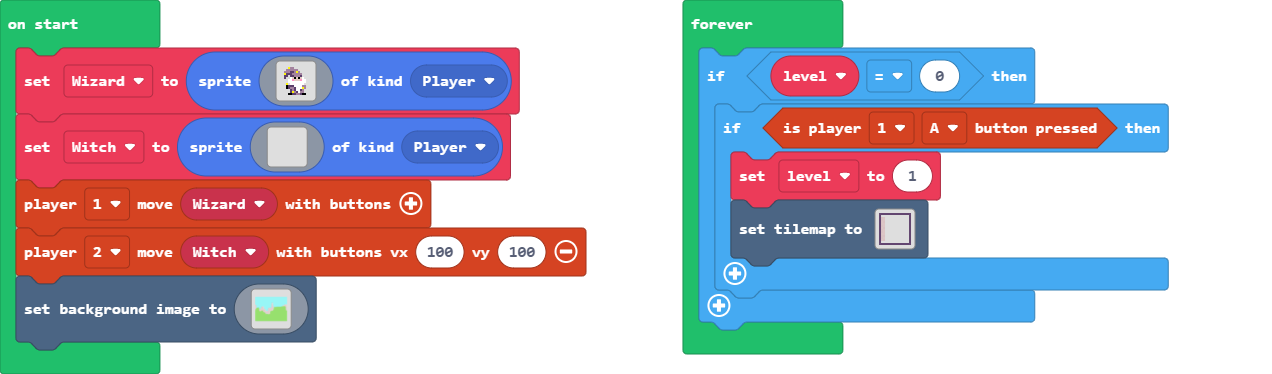 on start
set Wizard to sprite of kind Player
set Witch to sprite of kind Player
player 1 move Wizard with buttons
player 2 move Witch with buttons vx 100 vy 100
set background image to
forever
if level = 0 then
if is player 1 A button pressed then
set level to 1
set tilemap to